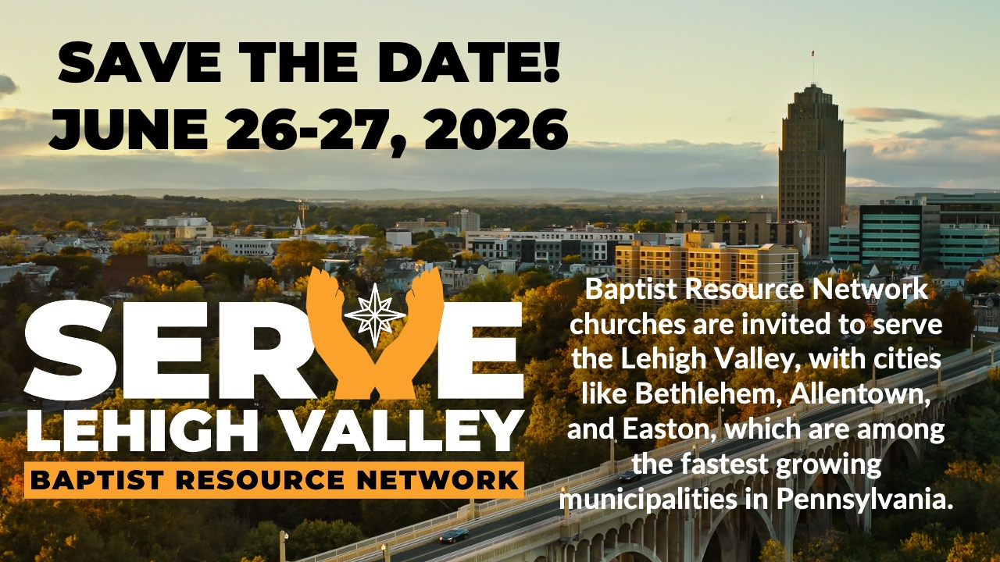 SAVE THE DATE!
JUNE 26-27, 2026
SERVE
LEHIGH VALLEY
BAPTIST RESOURCE NETWORK
Baptist Resource Network
churches are invited to serve
the Lehigh Valley, with cities
like Bethlehem, Allentown,
and Easton, which are among
the fastest growing
municipalities in Pennsylvania.